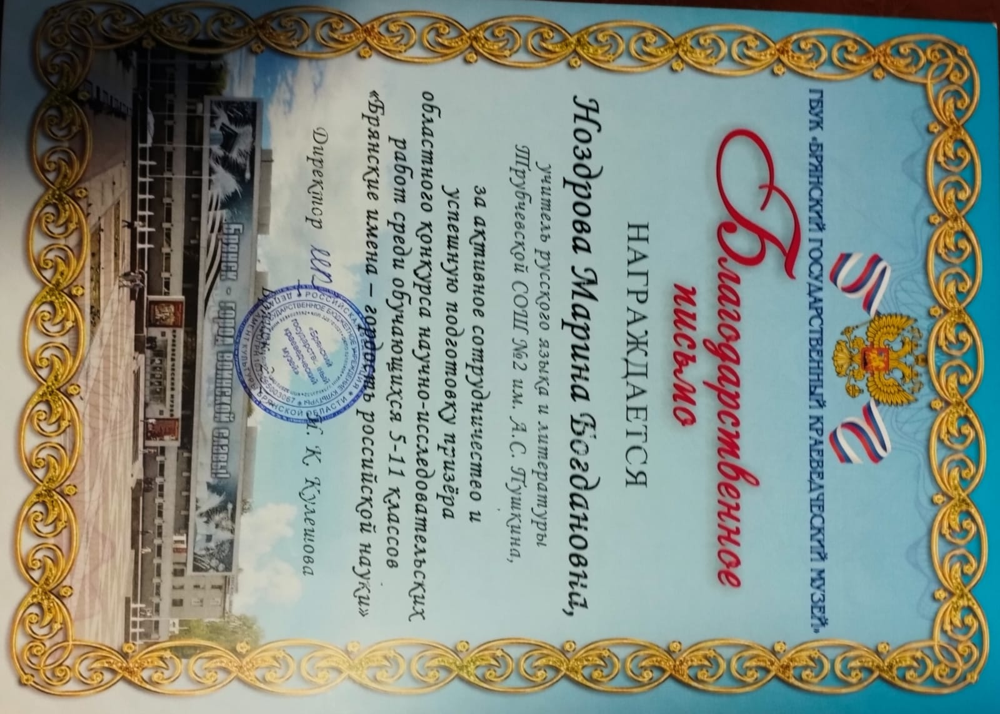 ГБУК «БРЯНСКИЙ ГОСУДАРСТВЕННЫЙ КРАЕВЕДЧЕСКИЙ МУЗЕЙ»
Благодарственное
письмо
НАГРАЖДАЕТСЯ
Ноздрова Марина Богдановна,
учитель русского языка и литературы
Трубчевской СОШ №2 им. А.С. Пушкина,
за активное сотрудничество и
успешную подготовку призёра
областного конкурса научно-исследовательских
работ среди обучающихся 5-11 классов
«Брянские имена – гордость российской науки»
Директор К. Кулешова
РОССИЙСКАЯ
БРЯНСКОЙ ОБЛАСТИ
ГОСУДАРСТВЕННОЕ БЮДЖЕТНОЕ УЧРЕЖДЕНИЕ КУЛЬТУРЫ
«Брянский
государственный
краеведческий
музей»
БРЯНСК - ГОРОД ВОИНСКОЙ СЛАВЫ!
КРАЕВЕДЧЕСКИЙ МУЗЕЙ